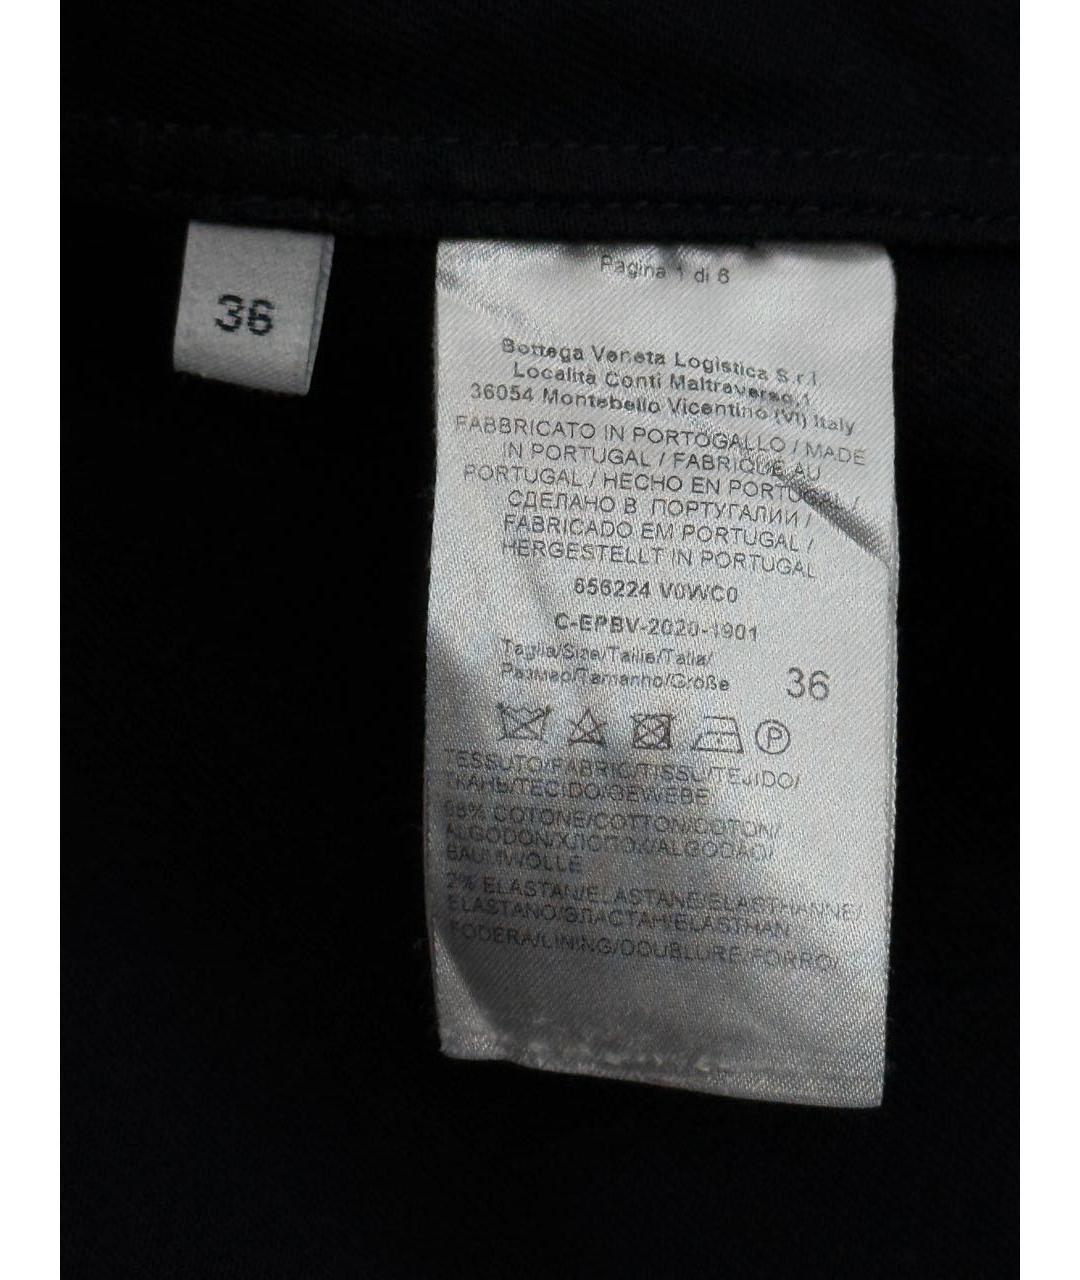 36
Pagina 1 di 6
Bottega Veneta Logistica S.r.l.
Località Conti Maltraverso,1
36054 Montebello Vicentino (VI) Italy
FABBRICATO IN PORTOGALLO / MADE
IN PORTUGAL / FABRIQUÉ AU
PORTUGAL / HECHO EN PORTUGAL /
СДЕЛАНО В ПОРТУГАЛИИ /
FABRICADO EM PORTUGAL /
HERGESTELLT IN PORTUGAL
656224 V0WC0
C-EPBV-2020-1901
Taglia/Size/Taille/Talla/
Размер/Tamanho/Größe 36
P
TESSUTO/FABRIC/TISSU/TEJIDO/
ТКАНЬ/TECIDO/GEWEBE
98% COTONE/COTTON/COTON/
ALGODON/ХЛОПОК/ALGODÃO/
BAUMWOLLE
2% ELASTAN/ELASTANE/ELASTHANNE/
ELASTANO/ЭЛАСТАН/ELASTHAN
FODERA/LINING/DOUBLURE/FORRO/